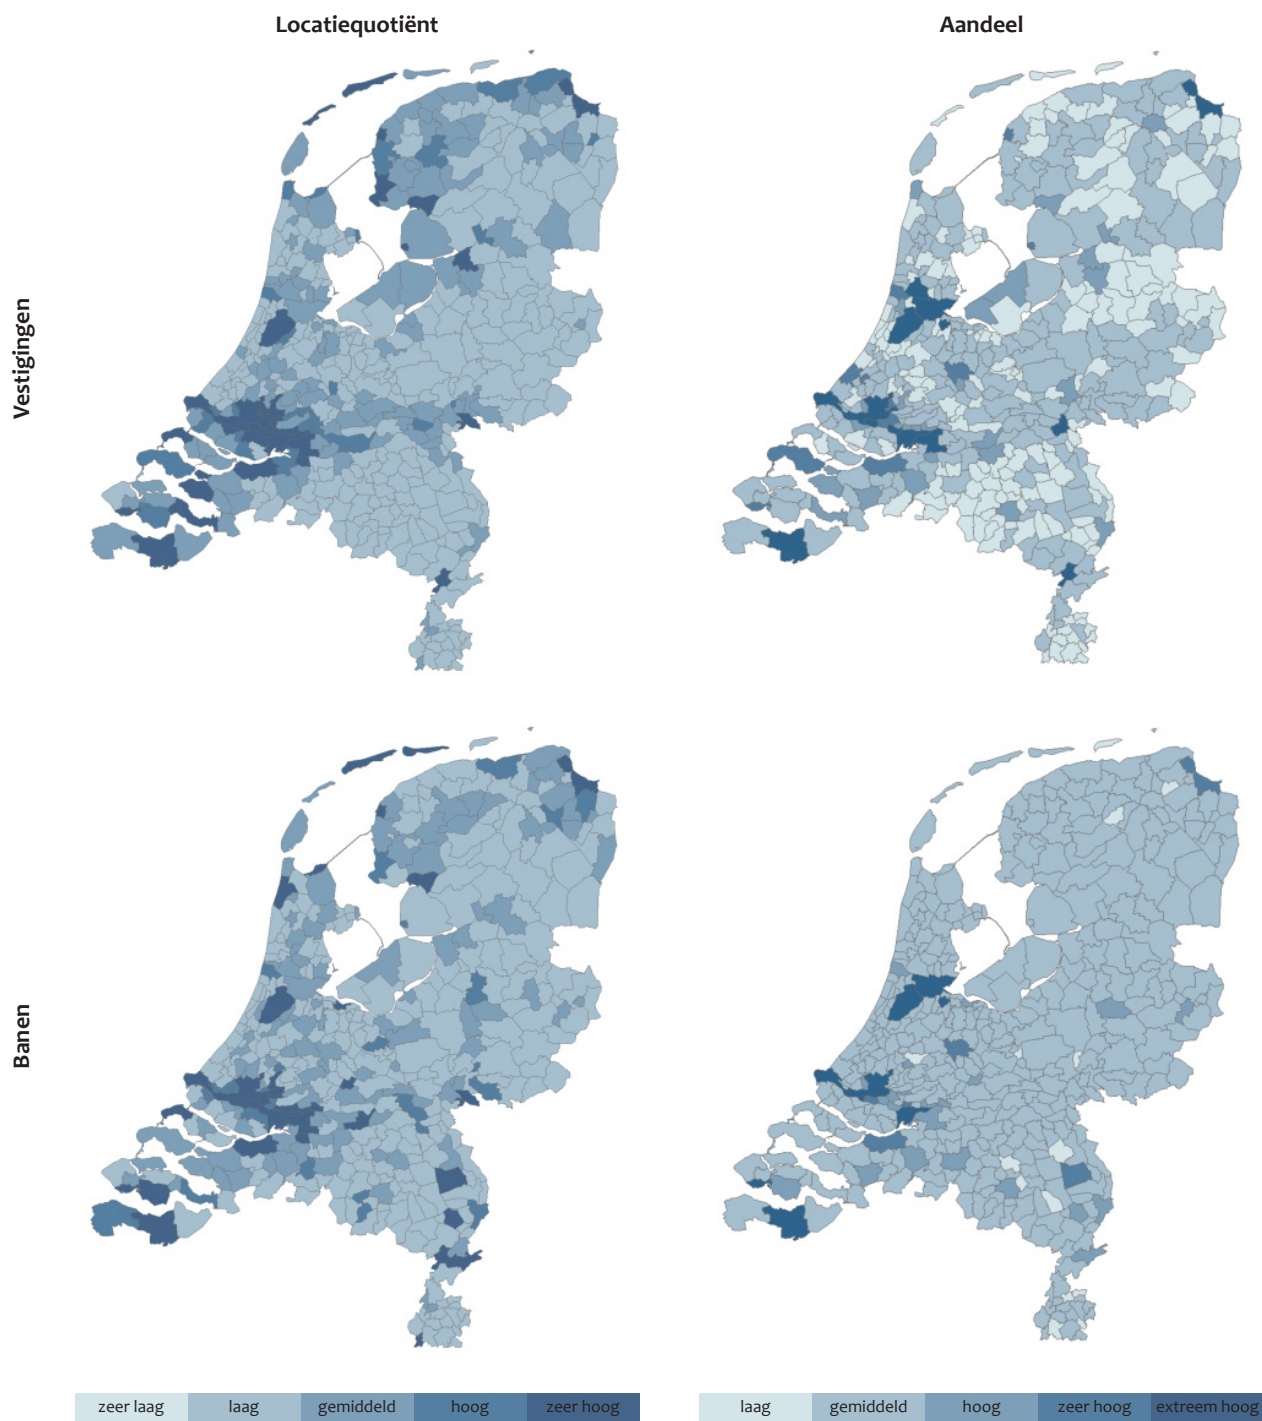 Locatiequotiënt
Aandeel
Vestigingen
Banen
zeer laag laag gemiddeld hoog zeer hoog
laag gemiddeld hoog zeer hoog extreem hoog